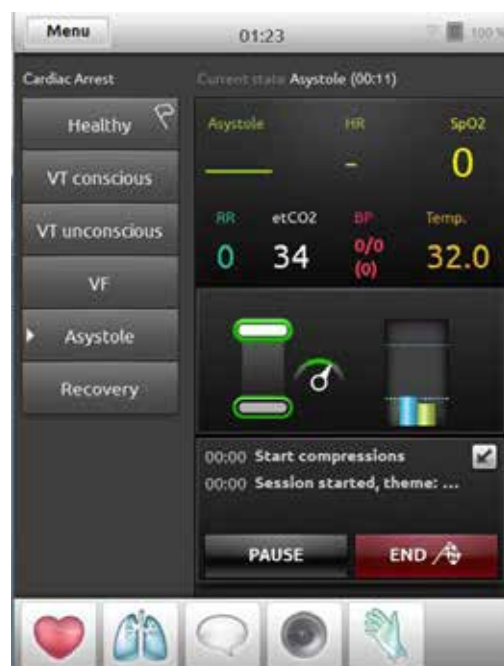 Menu
01:23
100 %
Cardiac Arrest
Current state Asystole (00:11)
Healthy
VT conscious
VT unconscious
VF
Asystole
Recovery
Asystole HR SpO2
- 0
RR etCO2 BP Temp.
0 34 0/0 32.0
(0)
00:00 Start compressions
00:00 Session started, theme: ...
PAUSE END